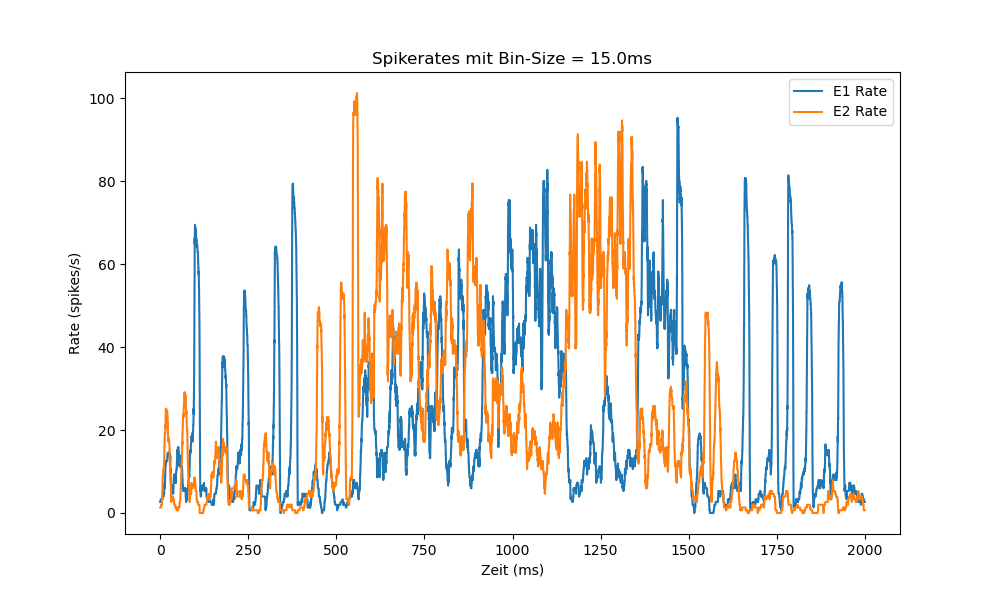 Spikerates mit Bin-Size = 15.0ms
E1 Rate
E2 Rate
100
80
60
40
20
0
Rate (spikes/s)
0 250 500 750 1000 1250 1500 1750 2000
Zeit (ms)